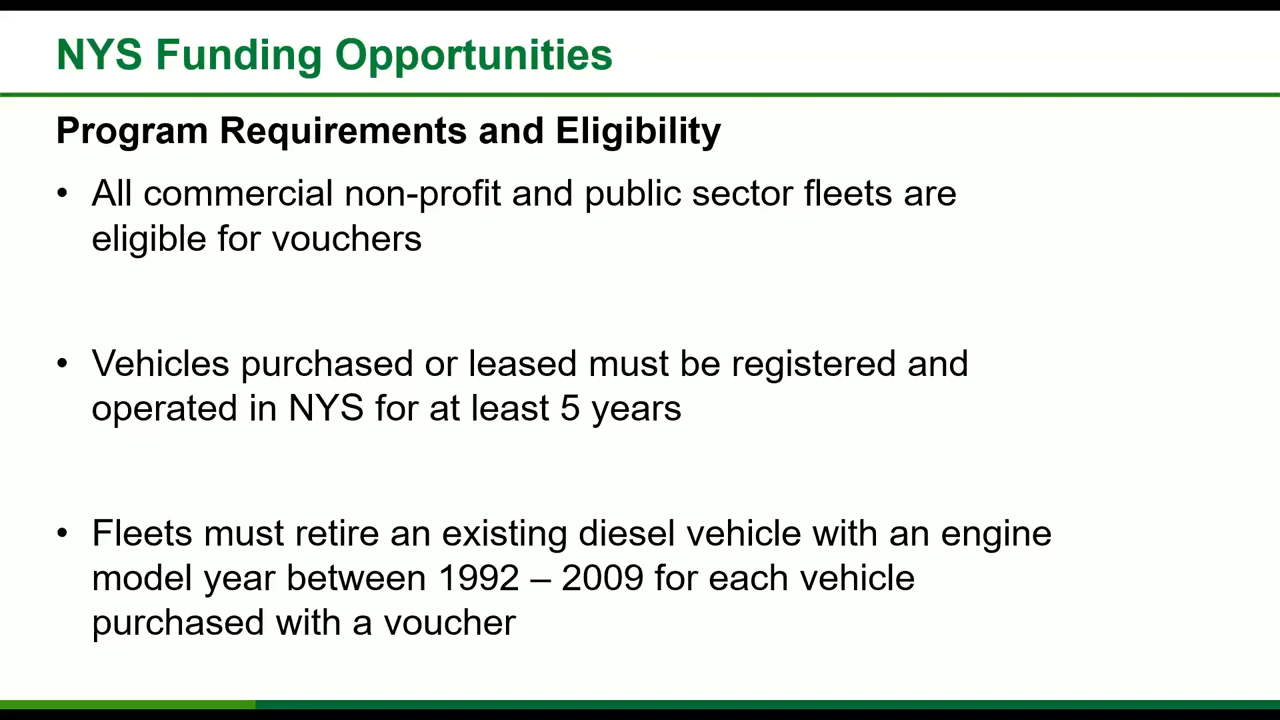 NYS Funding Opportunities
Program Requirements and Eligibility
• All commercial non-profit and public sector fleets are
eligible for vouchers
• Vehicles purchased or leased must be registered and
operated in NYS for at least 5 years
• Fleets must retire an existing diesel vehicle with an engine
model year between 1992 – 2009 for each vehicle
purchased with a voucher